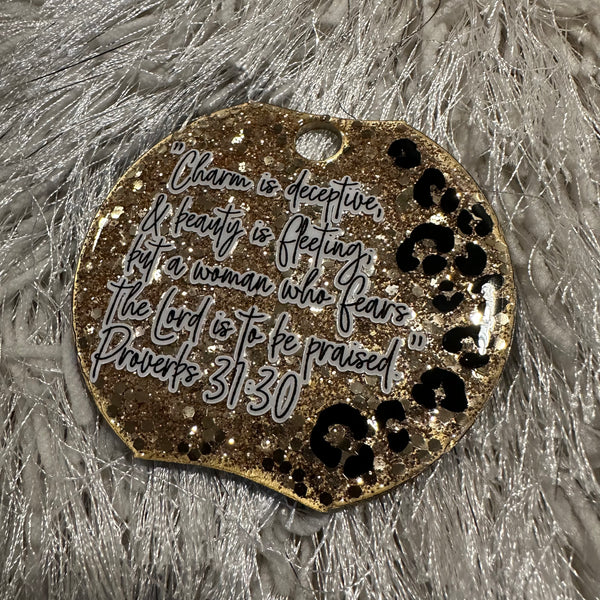 "Charm is deceptive,
& beauty is fleeting,
but a woman who fears
the Lord is to be praised."
Proverbs 31:30